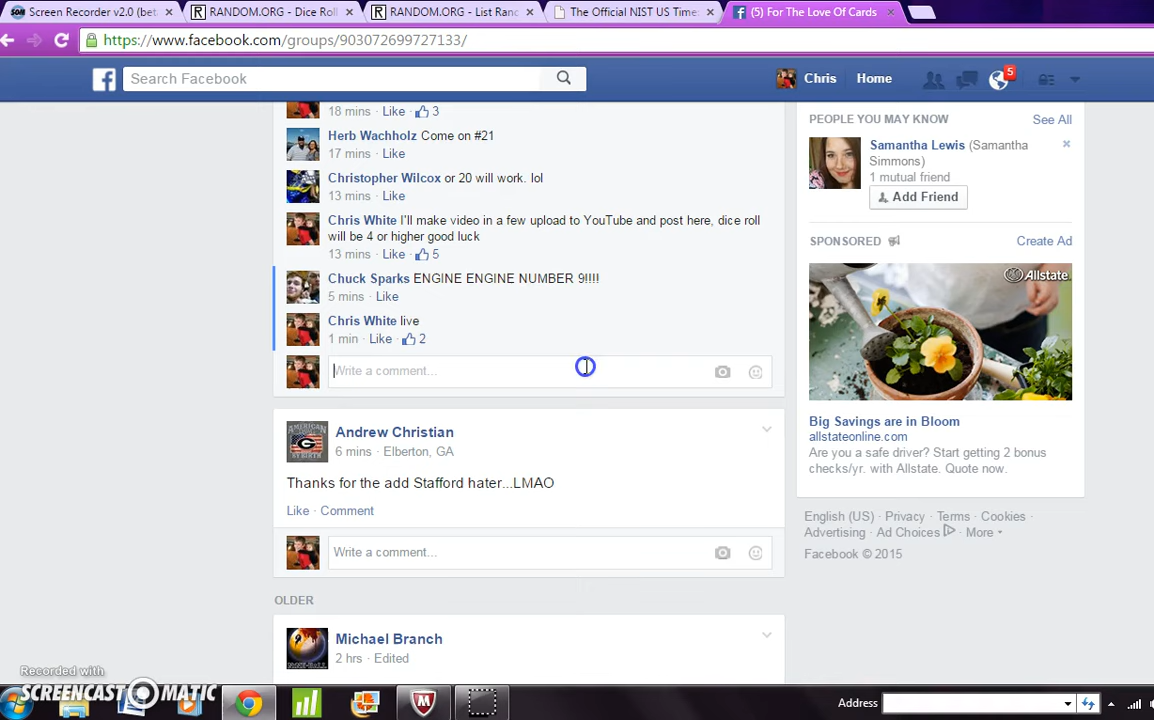 Screen Recorder v2.0 (bet
RANDOM.ORG - Dice Roll
RANDOM.ORG - List Ran
The Official NIST US Time
(5) For The Love Of Cards
https://www.facebook.com/groups/903072699727133/
Search Facebook
Chris
Home
5
18 mins · Like · 3
Herb Wachholz Come on #21
17 mins · Like
Christopher Wilcox or 20 will work. lol
13 mins · Like
Chris White I'll make video in a few upload to YouTube and post here, dice roll
will be 4 or higher good luck
13 mins · Like · 5
Chuck Sparks ENGINE ENGINE NUMBER 9!!!!
5 mins · Like
Chris White live
1 min · Like · 2
Write a comment...
Andrew Christian
6 mins · Elberton, GA
Thanks for the add Stafford hater...LMAO
Like · Comment
Write a comment...
OLDER
Michael Branch
2 hrs · Edited
PEOPLE YOU MAY KNOW
See All
Samantha Lewis (Samantha
Simmons)
1 mutual friend
Add Friend
SPONSORED
Create Ad
Allstate
Big Savings are in Bloom
allstateonline.com
Are you a safe driver? Start getting 2 bonus
checks/yr. with Allstate. Quote now.
English (US) · Privacy · Terms · Cookies ·
Advertising · Ad Choices · More
Facebook © 2015
Recorded with
SCREENCAST-O-MATIC
Address